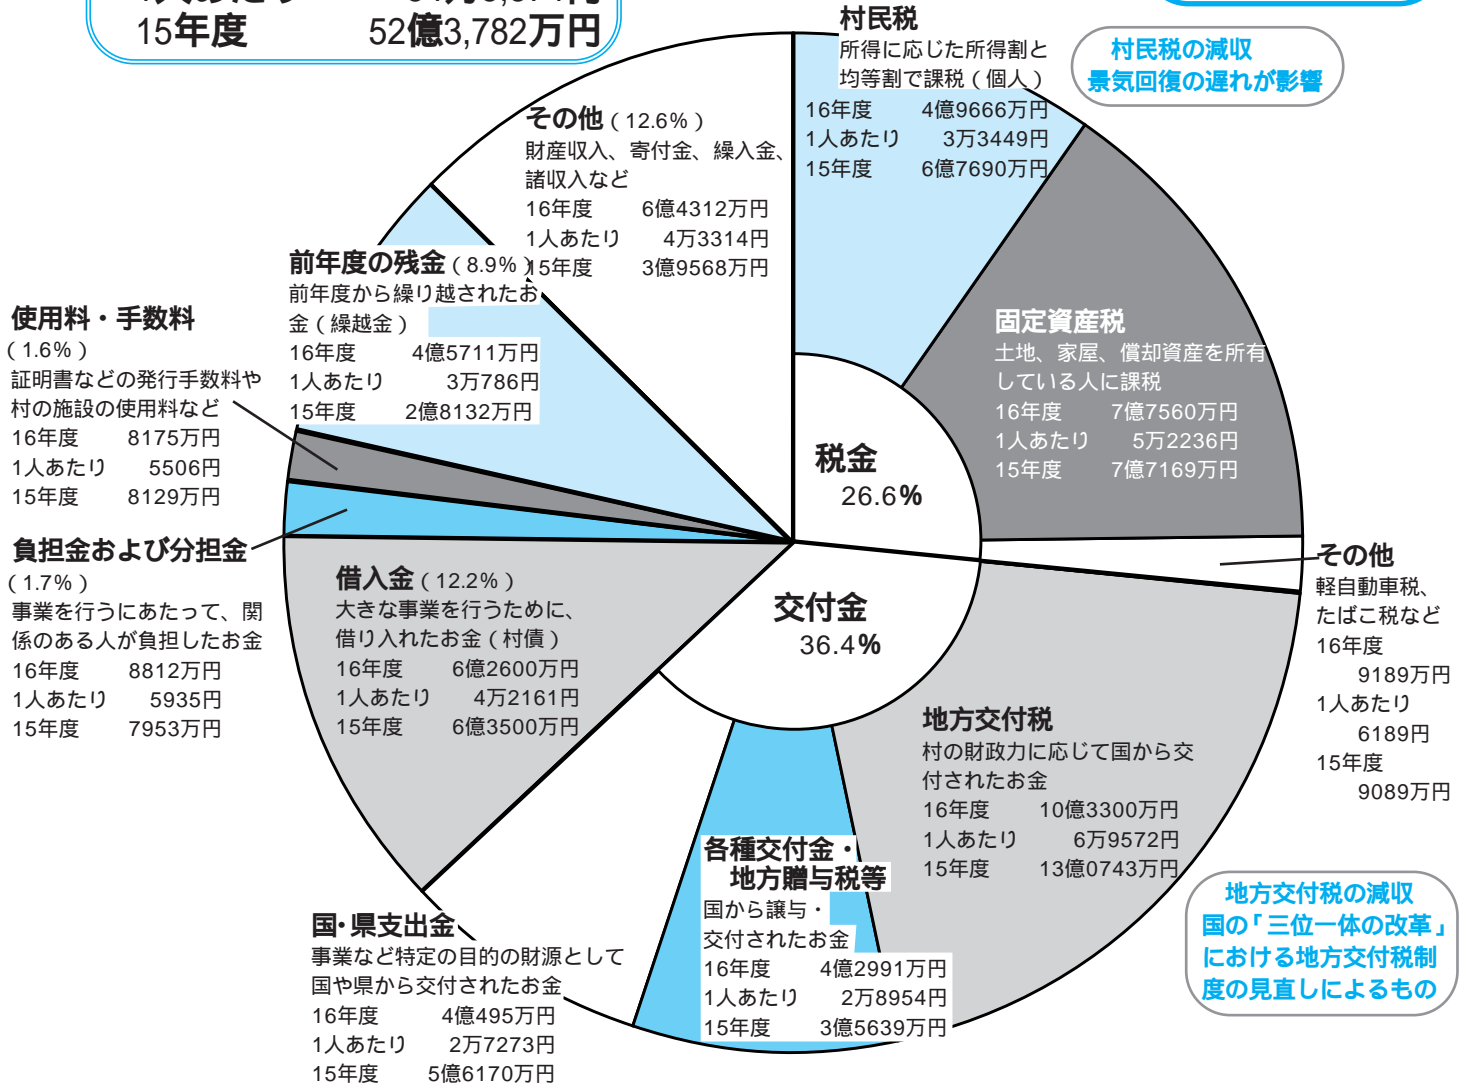 15年度 52億3,782万円
村民税
所得に応じた所得割と
均等割で課税（個人）
16年度 4億9666万円
1人あたり 3万3449円
15年度 6億7690万円
村民税の減収
景気回復の遅れが影響
その他（12.6%）
財産収入、寄付金、繰入金、
諸収入など
16年度 6億4312万円
1人あたり 4万3314円
15年度 3億9568万円
前年度の残金（8.9%）
前年度から繰り越されたお
金（繰越金）
16年度 4億5711万円
1人あたり 3万786円
15年度 2億8132万円
使用料・手数料
（1.6%）
証明書などの発行手数料や
村の施設の使用料など
16年度 8175万円
1人あたり 5506円
15年度 8129万円
固定資産税
土地、家屋、償却資産を所有
している人に課税
16年度 7億7560万円
1人あたり 5万2236円
15年度 7億7169万円
税金
26.6%
負担金および分担金
（1.7%）
事業を行うにあたって、関
係のある人が負担したお金
16年度 8812万円
1人あたり 5935円
15年度 7953万円
借入金（12.2%）
大きな事業を行うために、
借り入れたお金（村債）
16年度 6億2600万円
1人あたり 4万2161円
15年度 6億3500万円
交付金
36.4%
その他
軽自動車税、
たばこ税など
16年度
9189万円
1人あたり
6189円
15年度
9089万円
地方交付税
村の財政力に応じて国から交
付されたお金
16年度 10億3300万円
1人あたり 6万9572円
15年度 13億0743万円
各種交付金・
地方贈与税等
国から譲与・
交付されたお金
16年度 4億2991万円
1人あたり 2万8954円
15年度 3億5639万円
国・県支出金
事業など特定の目的の財源として
国や県から交付されたお金
16年度 4億495万円
1人あたり 2万7273円
15年度 5億6170万円
地方交付税の減収
国の「三位一体の改革」
における地方交付税制
度の見直しによるもの